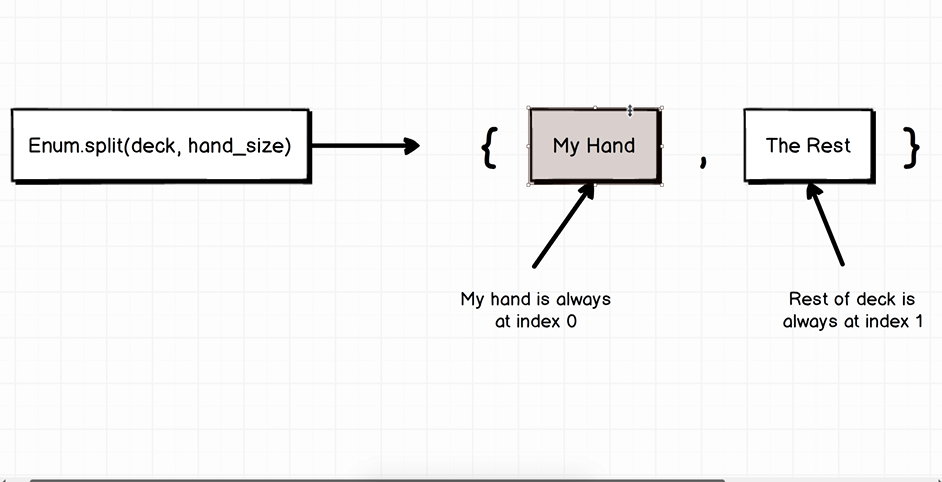 Enum.split(deck, hand_size)
{ My Hand , The Rest }
My hand is always
at index 0
Rest of deck is
always at index 1